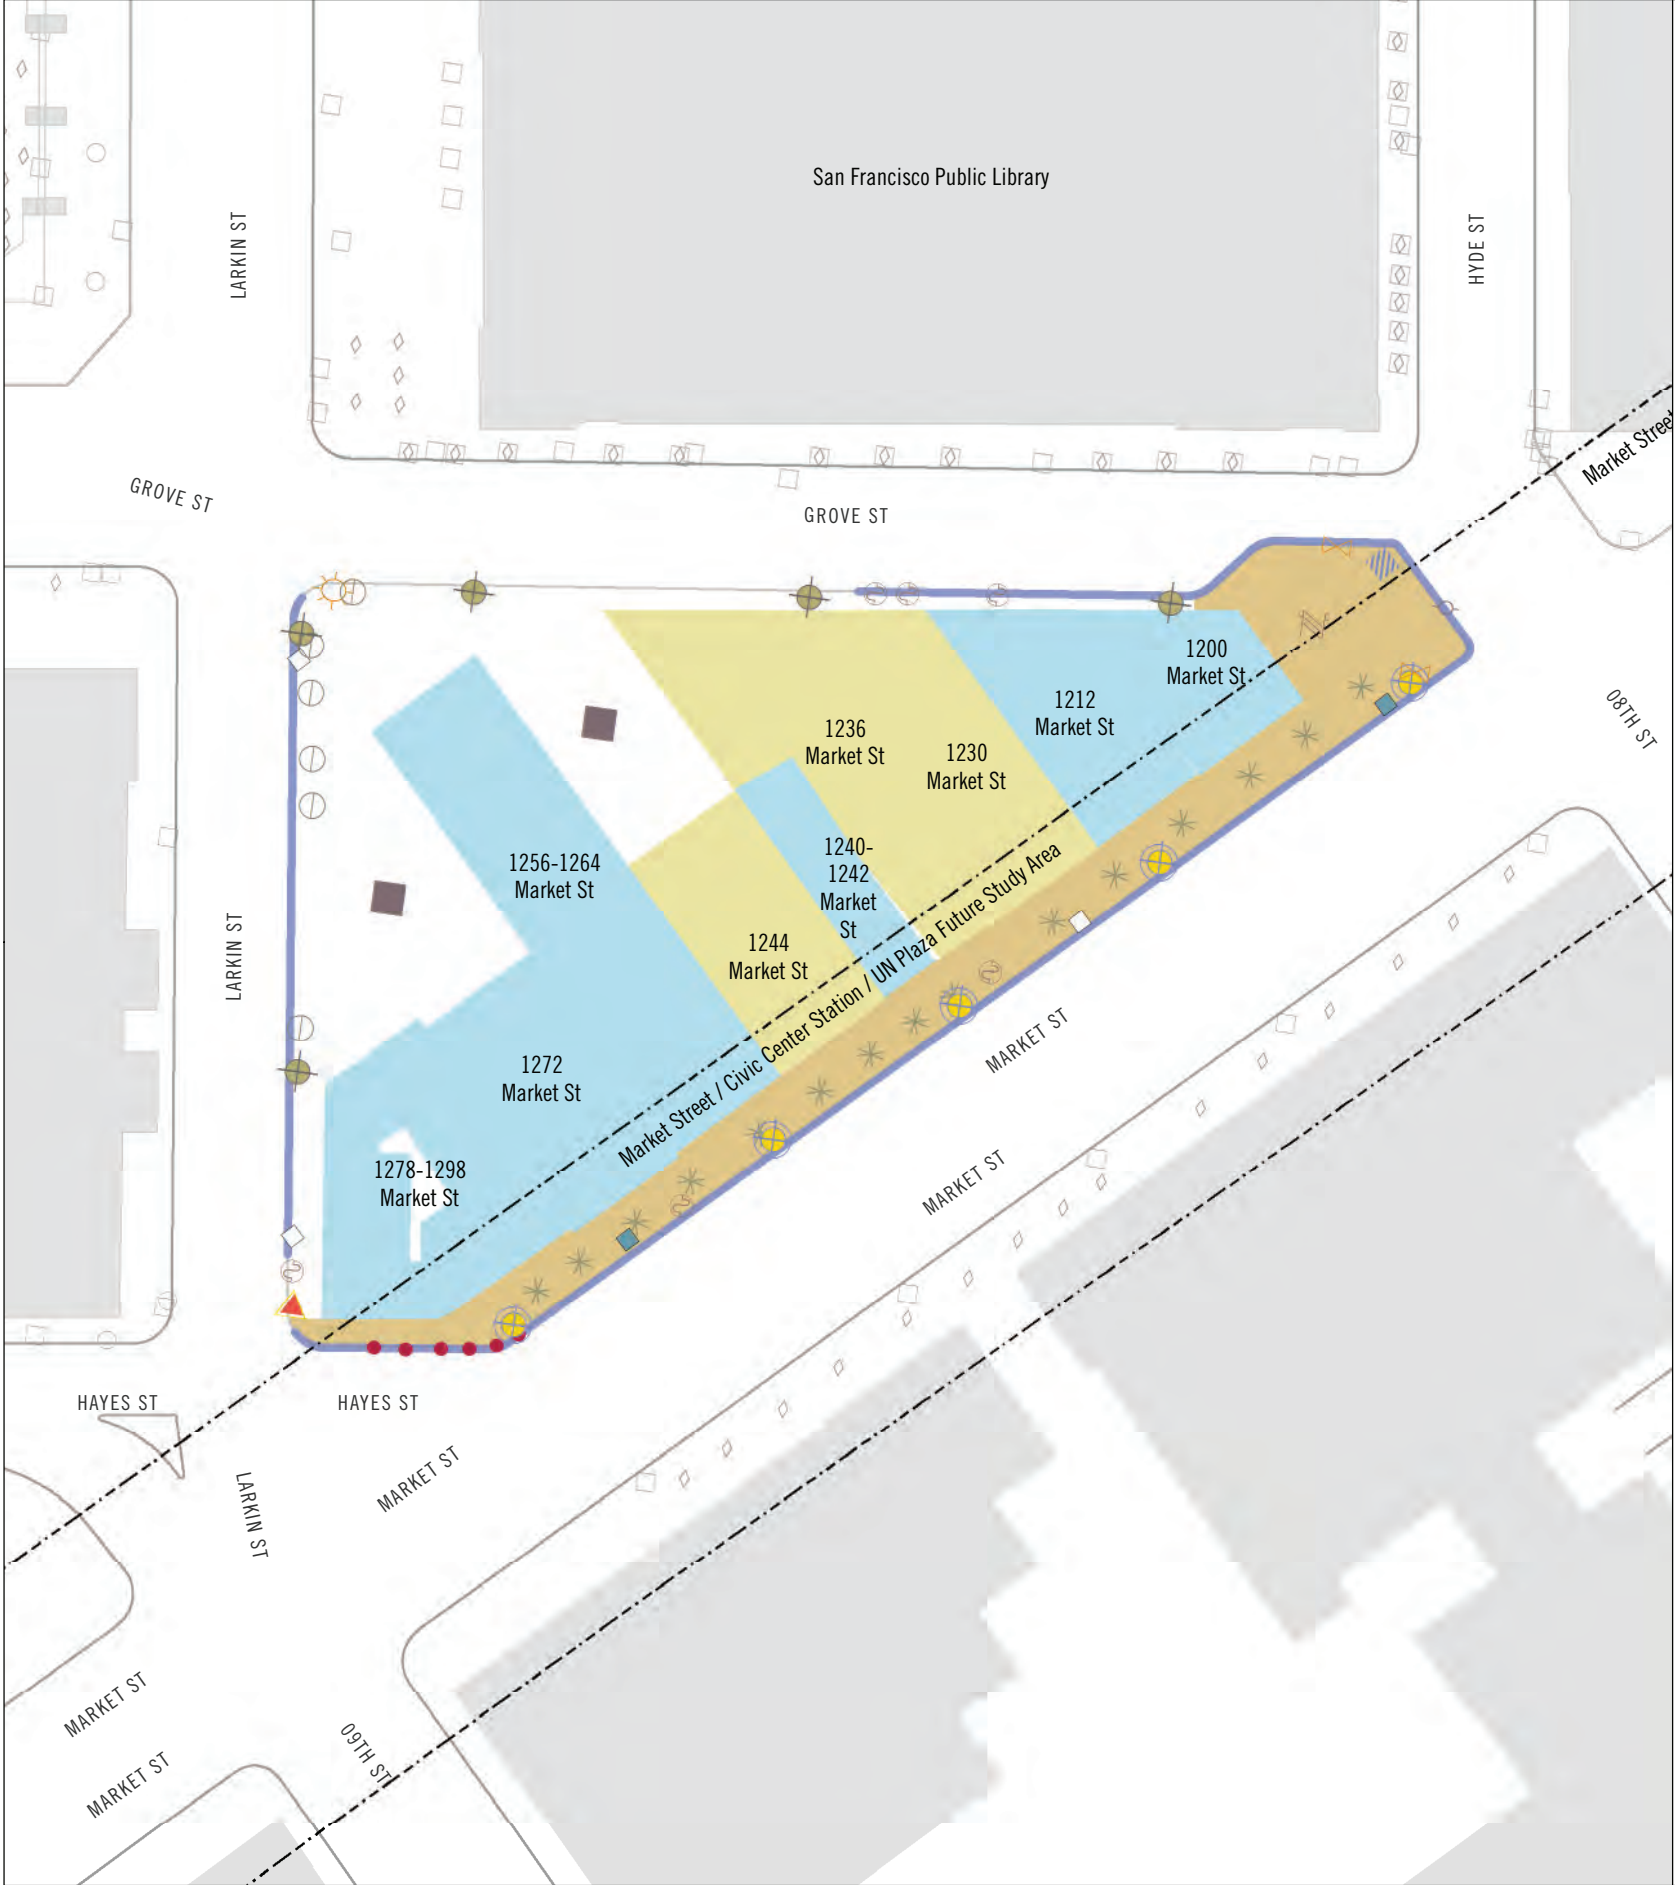 San Francisco Public Library
LARKIN ST
HYDE ST
Market Street
GROVE ST
GROVE ST
1200
Market St
1212
Market St
1236
Market St
1230
Market St
08TH ST
1240-
1242
Market
St
1256-1264
Market St
1244
Market St
LARKIN ST
Market Street / Civic Center Station / UN Plaza Future Study Area
MARKET ST
1272
Market St
1278-1298
Market St
MARKET ST
HAYES ST
HAYES ST
MARKET ST
LARKIN ST
MARKET ST
09TH ST
MARKET ST